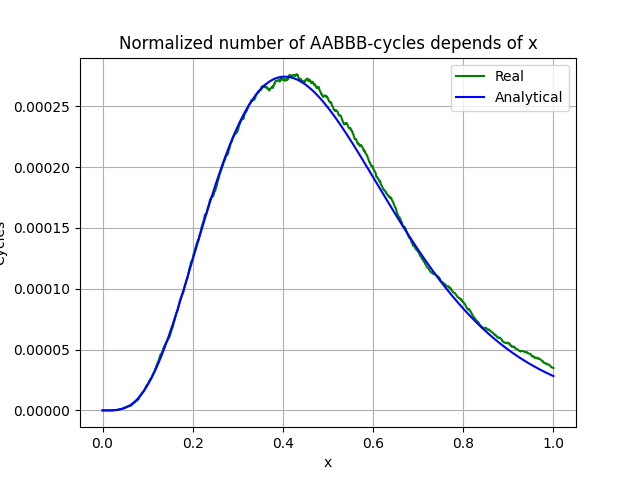 Normalized number of AABBB-cycles depends of x
Real
Analytical
0.00025
0.00020
0.00015
0.00010
0.00005
0.00000
0.0 0.2 0.4 0.6 0.8 1.0
x